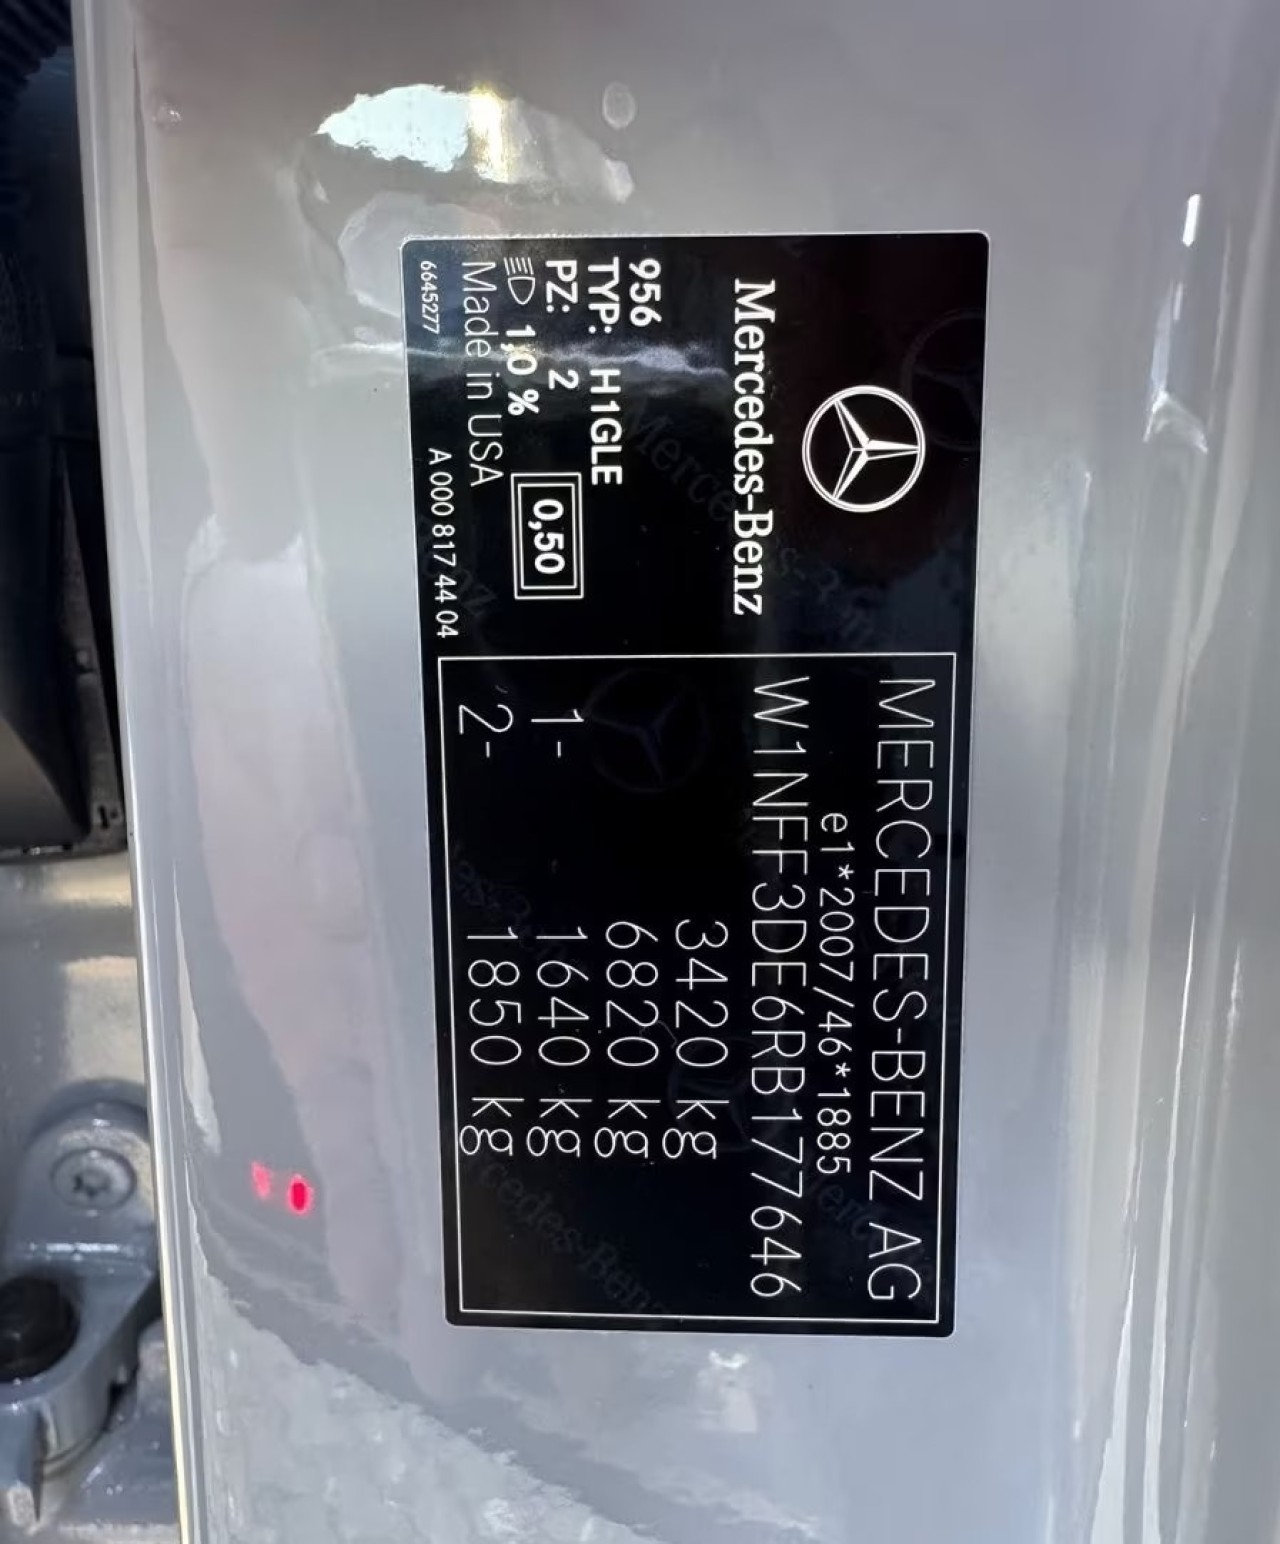 Mercedes-Benz
956
TYP: H1GLE
PZ: 2
1,0 %
0,50
Made in USA
6645277 A 000 817 44 04
MERCEDES-BENZ AG
e1*2007/46*1885
W1NFF3DE6RB177646
3420 kg
6820 kg
1- 1640 kg
2- 1850 kg